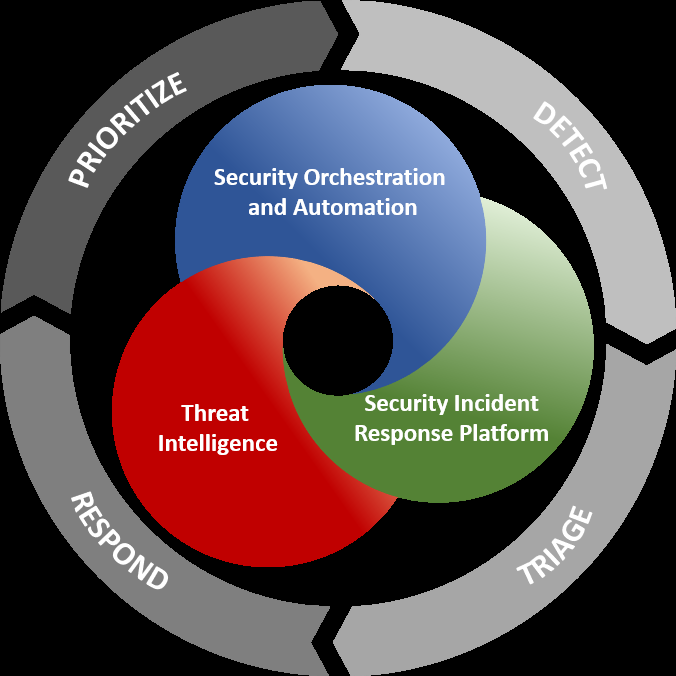 PRIORITIZE
DETECT
Security Orchestration
and Automation
Threat
Intelligence
Security Incident
Response Platform
RESPOND
TRIAGE